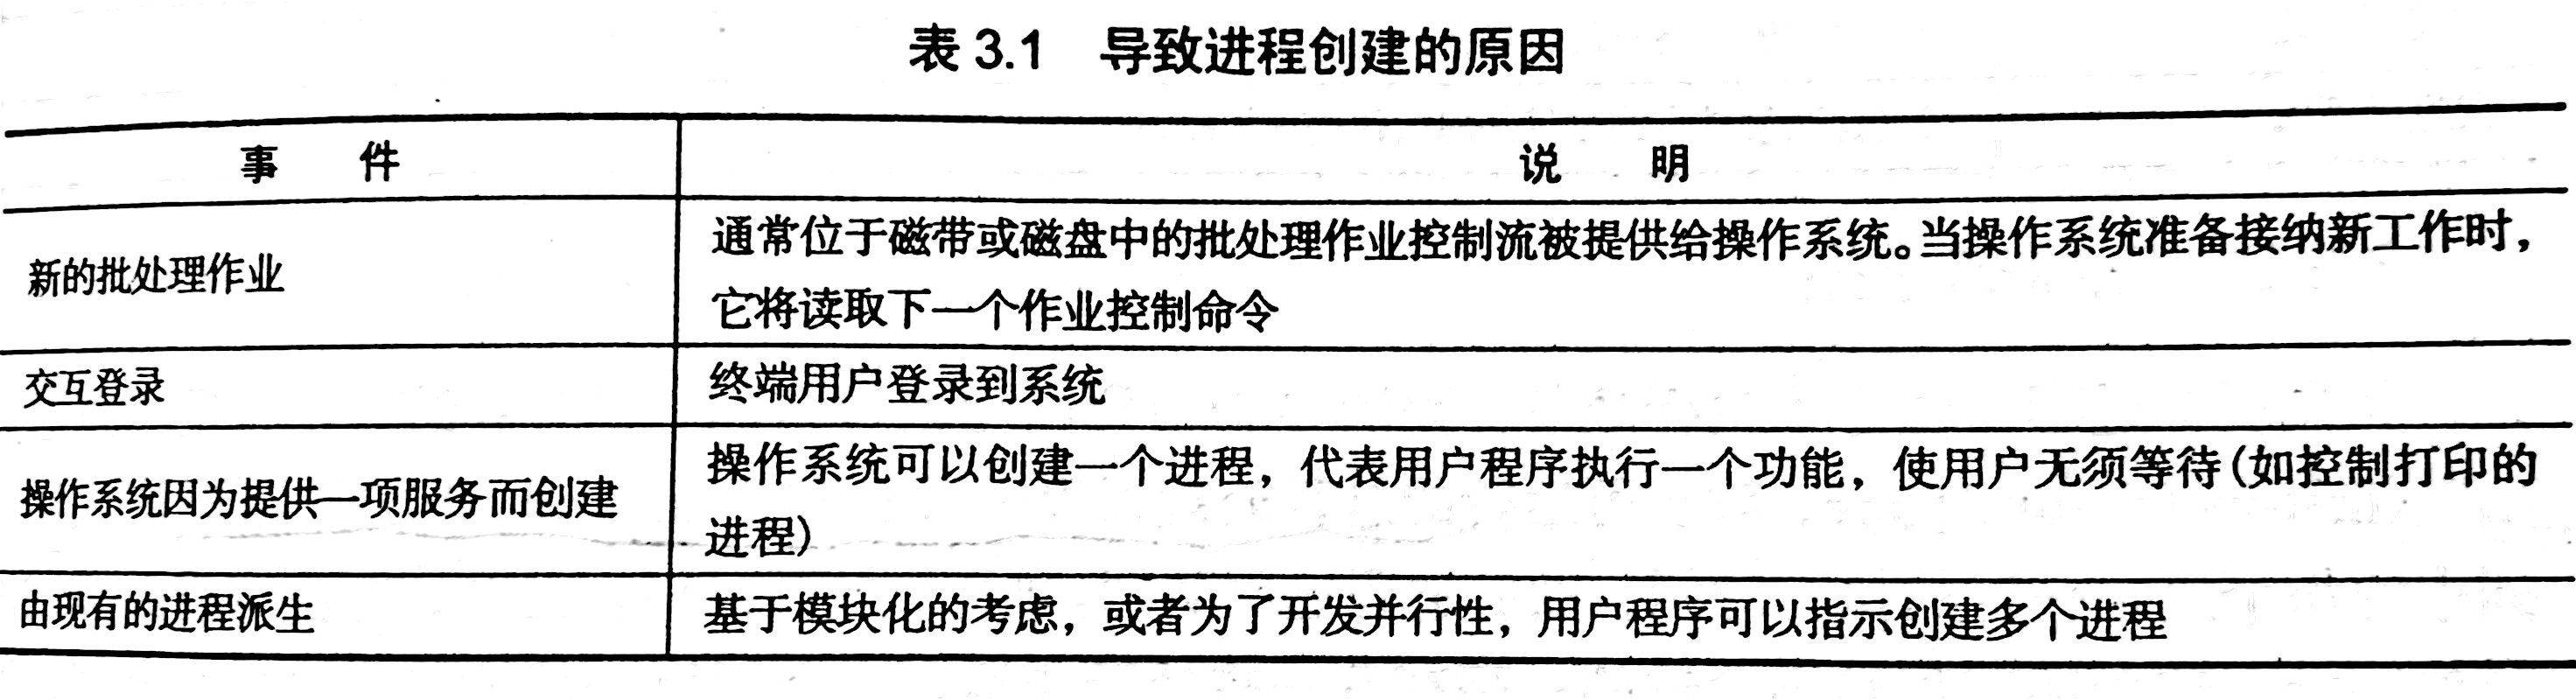 表 3.1 导致进程创建的原因
事 件
说 明
新的批处理作业
通常位于磁带或磁盘中的批处理作业控制流被提供给操作系统。当操作系统准备接纳新工作时，
它将读取下一个作业控制命令
交互登录
终端用户登录到系统
操作系统因为提供一项服务而创建
操作系统可以创建一个进程，代表用户程序执行一个功能，使用户无须等待(如控制打印的
进程)
由现有的进程派生
基于模块化的考虑，或者为了开发并行性，用户程序可以指示创建多个进程